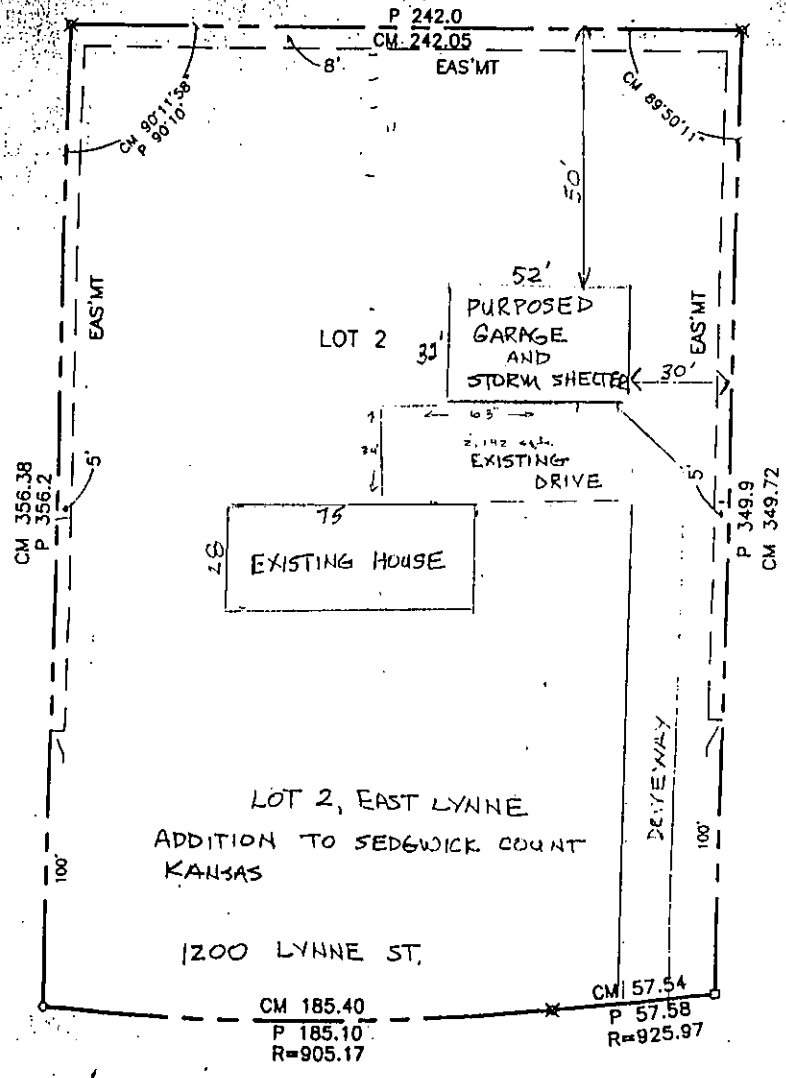 P 242.0
CM 242.05
8'
EAS'MT
CM 90°11'58"
P 90°10'
CM 89°50'11"
50'
EAS'MT
EAS'MT
52'
PURPOSED
GARAGE
AND
STORM SHELTER
LOT 2
32'
30'
63'
24'
EXISTING
DRIVE
5'
5'
CM 356.38
P 356.2
P 349.9
CM 349.72
75
28
EXISTING HOUSE
DRIVEWAY
LOT 2, EAST LYNNE
ADDITION TO SEDGWICK COUNT
KANSAS
100'
100'
1200 LYNNE ST.
CM 185.40
P 185.10
R=905.17
CM 57.54
P 57.58
R=925.97